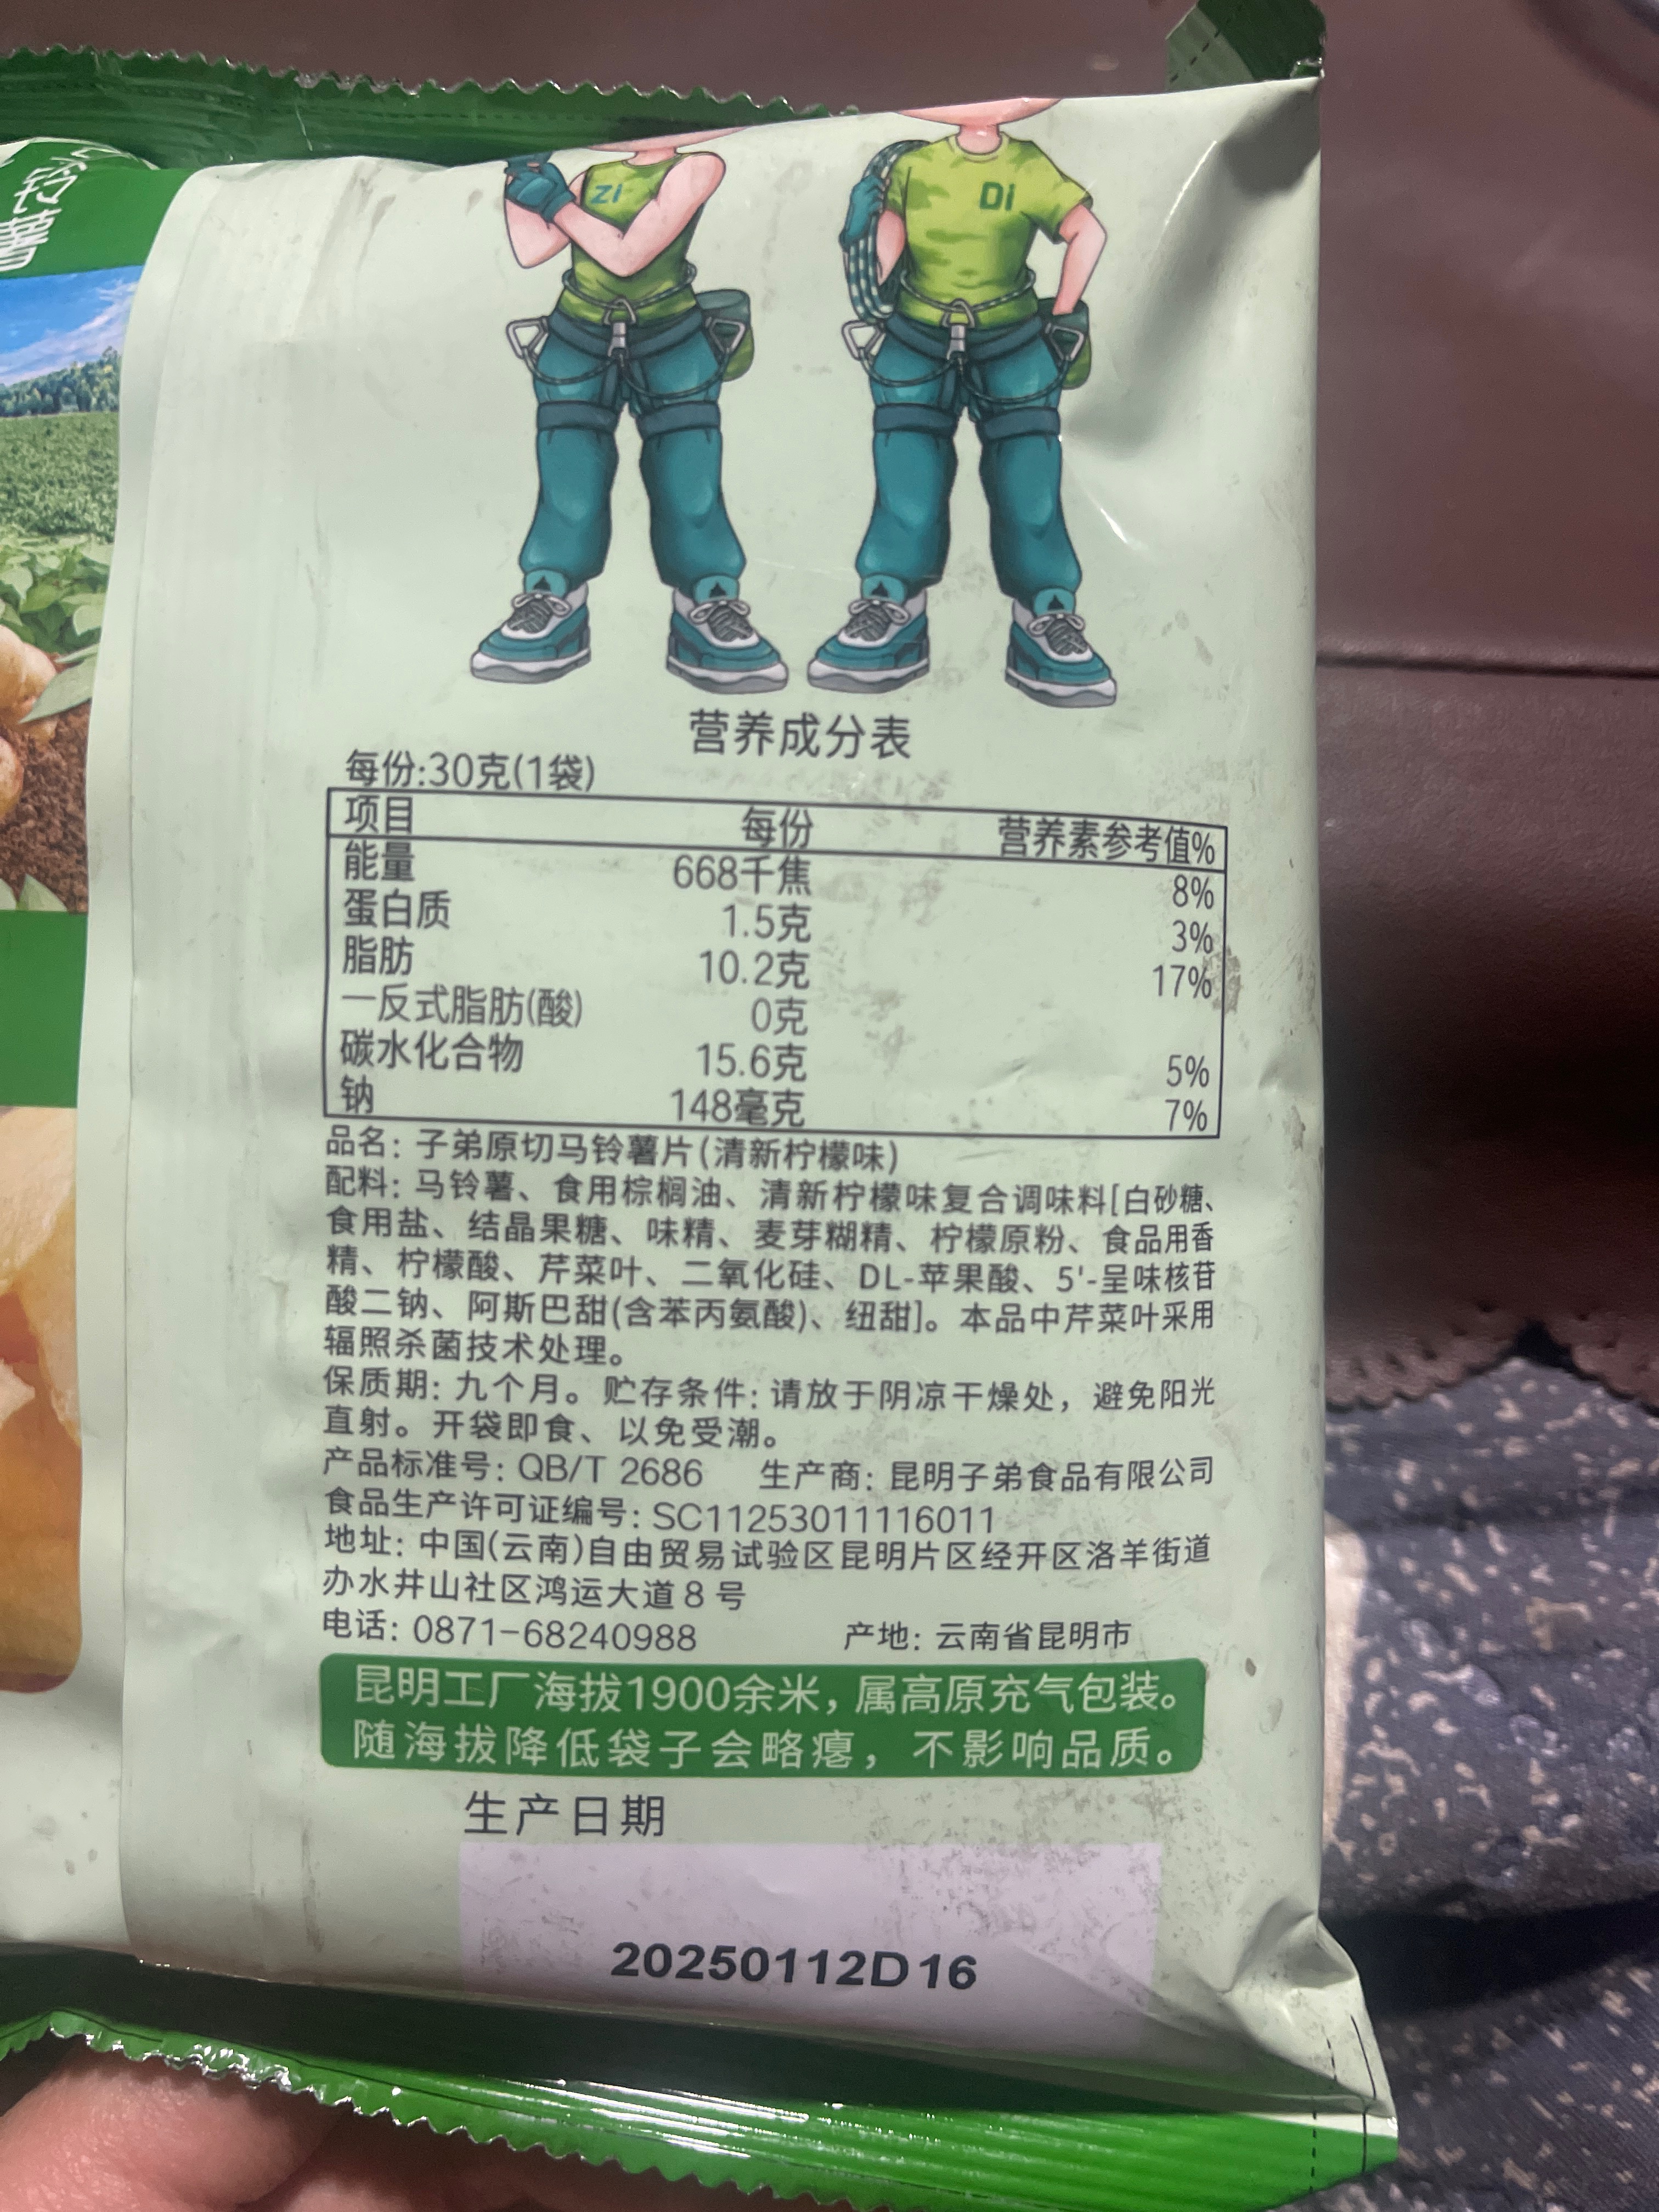 Zi
Di
营养成分表
每份:30克(1袋)
项目 每份 营养素参考值%
能量 668千焦 8%
蛋白质 1.5克 3%
脂肪 10.2克 17%
一反式脂肪(酸) 0克
碳水化合物 15.6克 5%
钠 148毫克 7%
品名: 子弟原切马铃薯片(清新柠檬味)
配料: 马铃薯、食用棕榈油、清新柠檬味复合调味料[白砂糖、
食用盐、结晶果糖、味精、麦芽糊精、柠檬原粉、食品用香
精、柠檬酸、芹菜叶、二氧化硅、DL-苹果酸、5'-呈味核苷
酸二钠、阿斯巴甜(含苯丙氨酸)、纽甜]。本品中芹菜叶采用
辐照杀菌技术处理。
保质期: 九个月。贮存条件: 请放于阴凉干燥处，避免阳光
直射。开袋即食、以免受潮。
产品标准号: QB/T 2686 生产商: 昆明子弟食品有限公司
食品生产许可证编号: SC11253011116011
地址: 中国(云南)自由贸易试验区昆明片区经开区洛羊街道
办水井山社区鸿运大道8号
电话: 0871-68240988 产地: 云南省昆明市
昆明工厂海拔1900余米，属高原充气包装。
随海拔降低袋子会略瘪，不影响品质。
生产日期
20250112D16